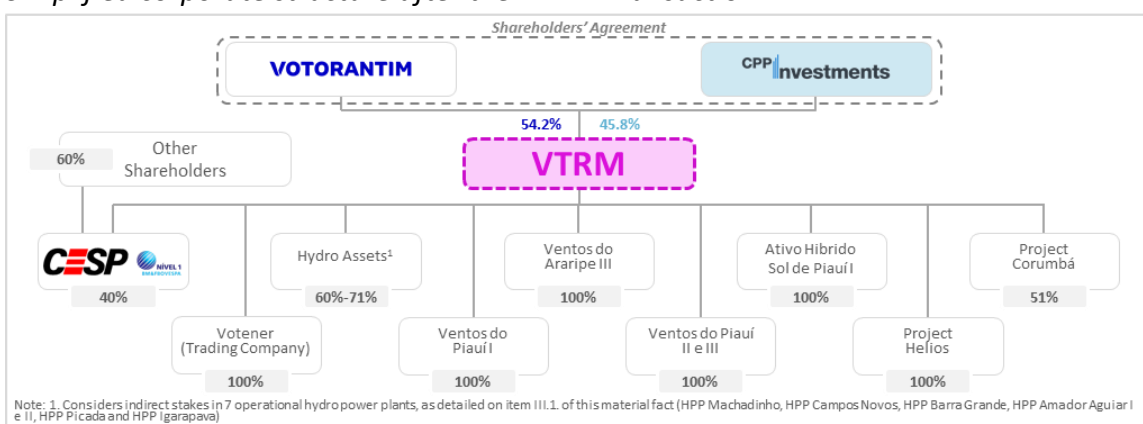 Shareholders' Agreement
VOTORANTIM
CPP Investments
54.2% 45.8%
VTRM
60%
Other
Shareholders
CESP NÍVEL 1
BM&FBOVESPA
40%
Hydro Assets¹
60%-71%
Ventos do
Araripe III
100%
Ativo Hibrido
Sol de Piauí I
100%
Project
Corumbá
51%
Votener
(Trading Company)
100%
Ventos do
Piauí I
100%
Ventos do Piauí
II e III
100%
Project
Helios
100%
Note: 1. Considers indirect stakes in 7 operational hydropower plants, as detailed on item III.1. of this material fact (HPP Machadinho, HPP Campos Novos, HPP Barra Grande, HPP Amador Aguiar I
e II, HPP Picada and HPP Igarapava)